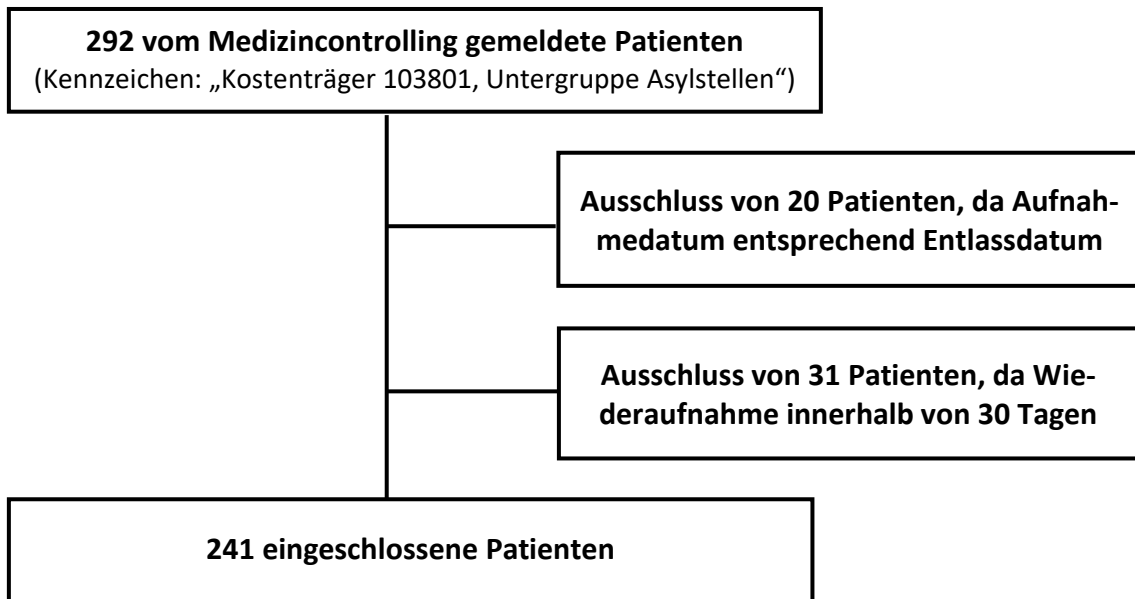 292 vom Medizincontrolling gemeldete Patienten
(Kennzeichen: „Kostenträger 103801, Untergruppe Asylstellen“)
Ausschluss von 20 Patienten, da Aufnah-
medatum entsprechend Entlassdatum
Ausschluss von 31 Patienten, da Wie-
deraufnahme innerhalb von 30 Tagen
241 eingeschlossene Patienten